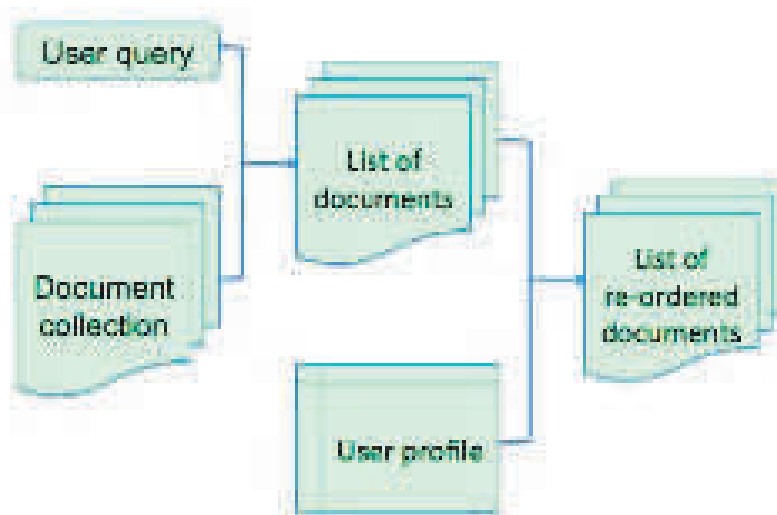 User query
List of
documents
Document
collection
List of
re-ordered
documents
User profile